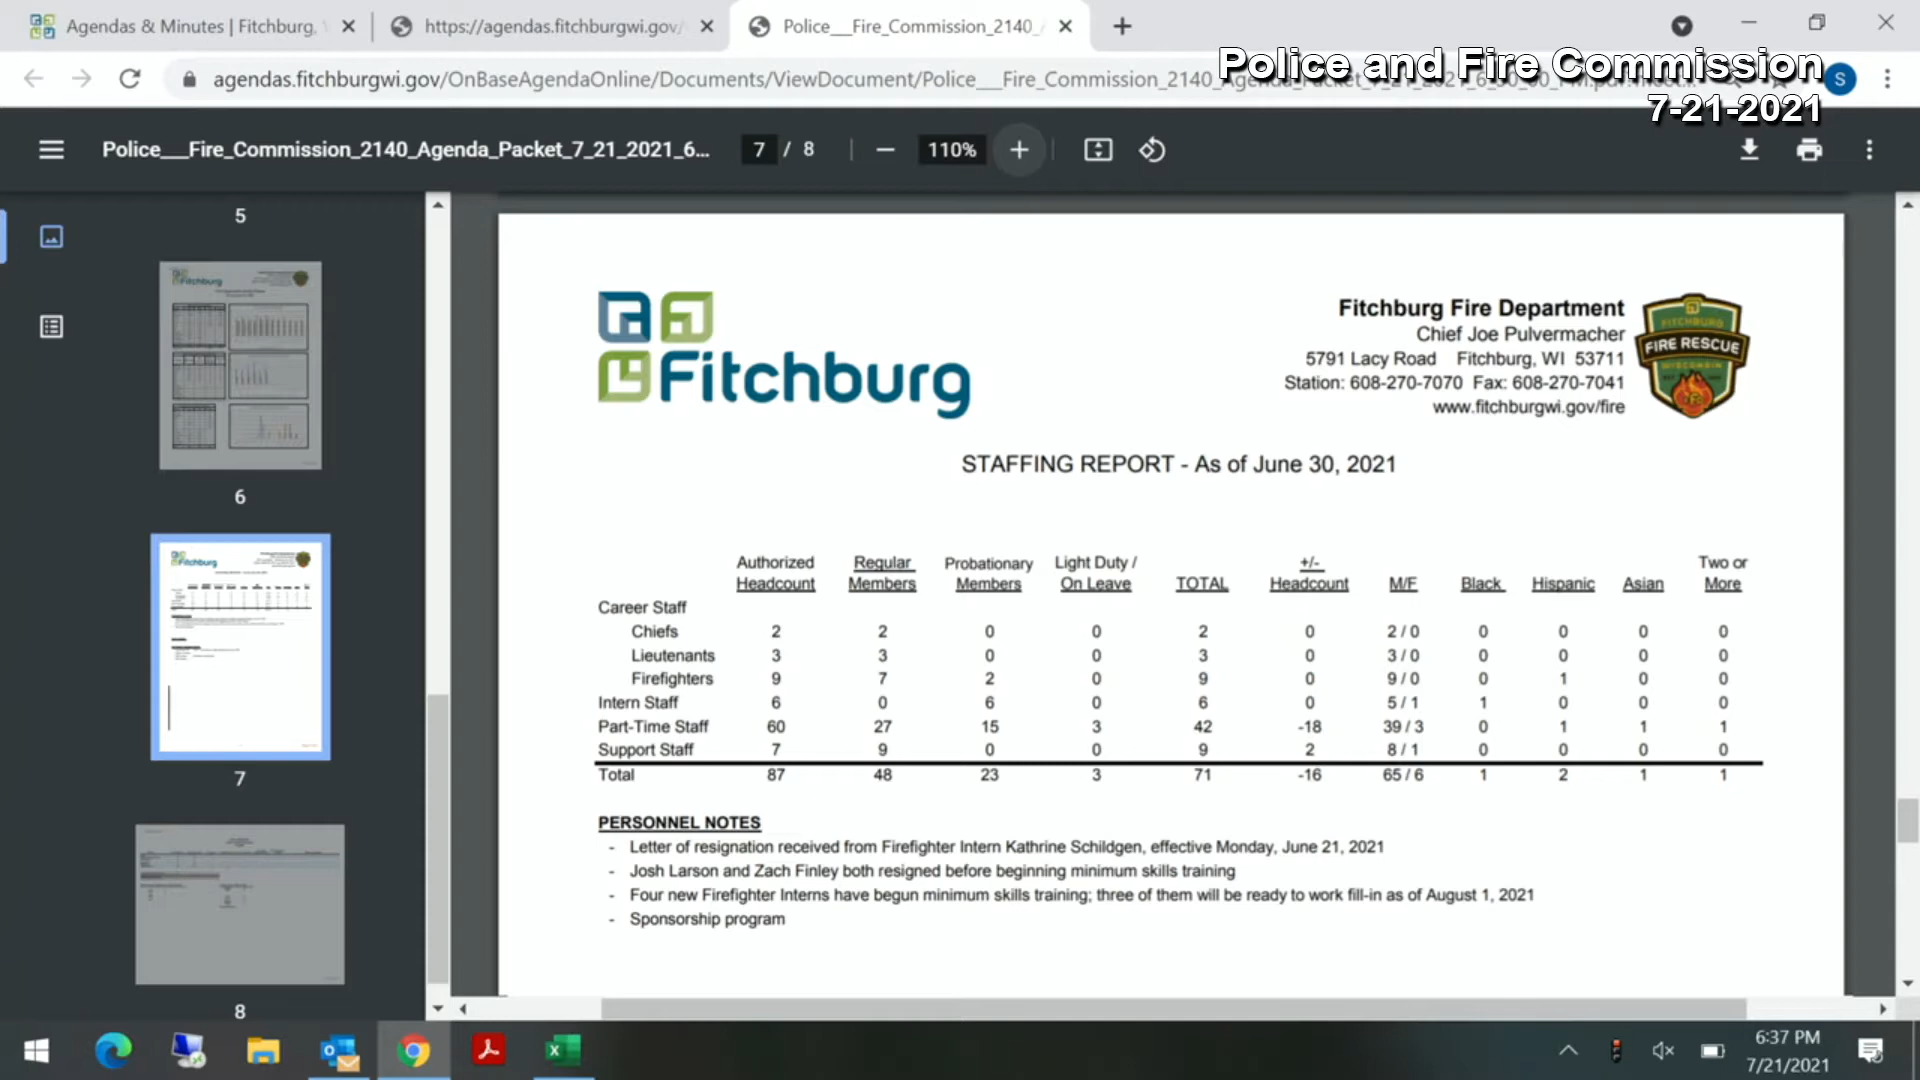 Agendas & Minutes | Fitchburg,
https://agendas.fitchburgwi.gov/
Police___Fire_Commission_2140_
Police and Fire Commission
7-21-2021
agendas.fitchburgwi.gov/OnBaseAgendaOnline/Documents/ViewDocument/Police___Fire_Commission_2140_
S
Police___Fire_Commission_2140_Agenda_Packet_7_21_2021_6...
7 / 8
110%
5
6
7
8
Fitchburg
Fitchburg
Fitchburg
Fitchburg Fire Department
Chief Joe Pulvermacher
5791 Lacy Road Fitchburg, WI 53711
Station: 608-270-7070 Fax: 608-270-7041
www.fitchburgwi.gov/fire
FITCHBURG
FIRE RESCUE
WISCONSIN
STAFFING REPORT - As of June 30, 2021
Authorized Headcount Regular Members Probationary Members Light Duty / On Leave TOTAL +/- Headcount M/F Black Hispanic Asian Two or More
Career Staff
Chiefs 2 2 0 0 2 0 2 / 0 0 0 0 0
Lieutenants 3 3 0 0 3 0 3 / 0 0 0 0 0
Firefighters 9 7 2 0 9 0 9 / 0 0 1 0 0
Intern Staff 6 0 6 0 6 0 5 / 1 1 0 0 0
Part-Time Staff 60 27 15 3 42 -18 39 / 3 0 1 1 1
Support Staff 7 9 0 0 9 2 8 / 1 0 0 0 0
Total 87 48 23 3 71 -16 65 / 6 1 2 1 1
PERSONNEL NOTES
- Letter of resignation received from Firefighter Intern Kathrine Schildgen, effective Monday, June 21, 2021
- Josh Larson and Zach Finley both resigned before beginning minimum skills training
- Four new Firefighter Interns have begun minimum skills training; three of them will be ready to work fill-in as of August 1, 2021
- Sponsorship program
6:37 PM
7/21/2021